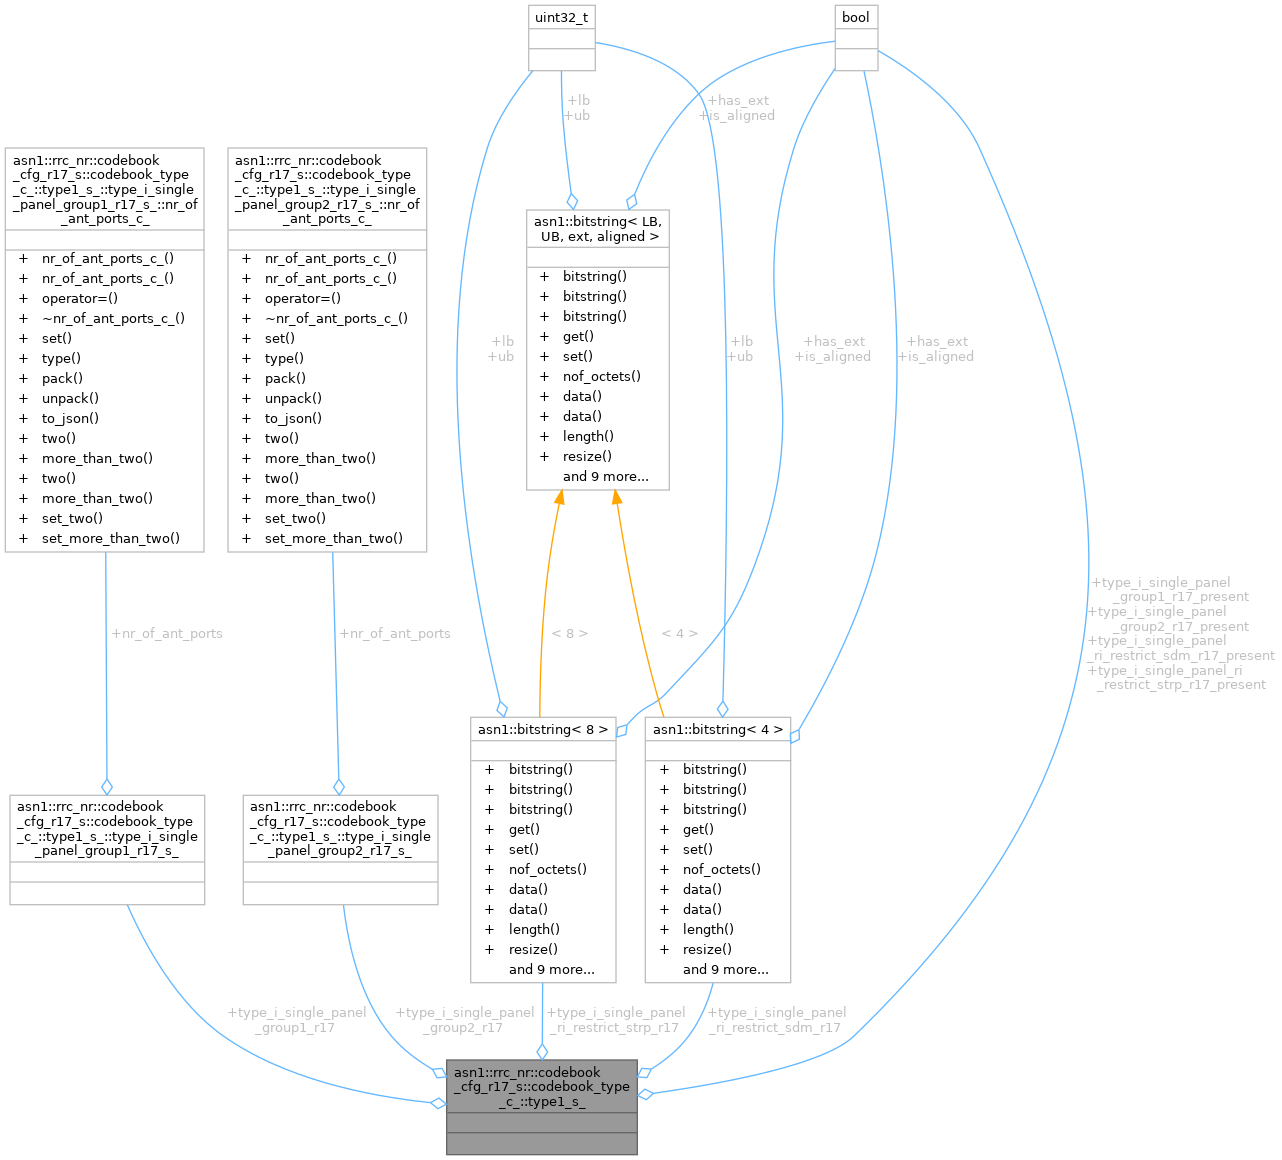 uint32_t
bool
+lb
+ub
+has_ext
+is_aligned
asn1::rrc_nr::codebook
_cfg_r17_s::codebook_type
_c_::type1_s_::type_i_single
_panel_group1_r17_s_::nr_of
_ant_ports_c_
+ nr_of_ant_ports_c_()
+ nr_of_ant_ports_c_()
+ operator=()
+ ~nr_of_ant_ports_c_()
+ set()
+ type()
+ pack()
+ unpack()
+ to_json()
+ two()
+ more_than_two()
+ two()
+ more_than_two()
+ set_two()
+ set_more_than_two()
asn1::rrc_nr::codebook
_cfg_r17_s::codebook_type
_c_::type1_s_::type_i_single
_panel_group2_r17_s_::nr_of
_ant_ports_c_
+ nr_of_ant_ports_c_()
+ nr_of_ant_ports_c_()
+ operator=()
+ ~nr_of_ant_ports_c_()
+ set()
+ type()
+ pack()
+ unpack()
+ to_json()
+ two()
+ more_than_two()
+ two()
+ more_than_two()
+ set_two()
+ set_more_than_two()
asn1::bitstring< LB,
UB, ext, aligned >
+ bitstring()
+ bitstring()
+ bitstring()
+ get()
+ set()
+ nof_octets()
+ data()
+ data()
+ length()
+ resize()
and 9 more...
+lb
+ub
+lb
+ub
+has_ext
+is_aligned
+has_ext
+is_aligned
+type_i_single_panel
_group1_r17_present
+type_i_single_panel
_group2_r17_present
+type_i_single_panel
_ri_restrict_sdm_r17_present
+type_i_single_panel_ri
_restrict_strp_r17_present
+nr_of_ant_ports
+nr_of_ant_ports
< 8 >
< 4 >
asn1::rrc_nr::codebook
_cfg_r17_s::codebook_type
_c_::type1_s_::type_i_single
_panel_group1_r17_s_
asn1::rrc_nr::codebook
_cfg_r17_s::codebook_type
_c_::type1_s_::type_i_single
_panel_group2_r17_s_
asn1::bitstring< 8 >
+ bitstring()
+ bitstring()
+ bitstring()
+ get()
+ set()
+ nof_octets()
+ data()
+ data()
+ length()
+ resize()
and 9 more...
asn1::bitstring< 4 >
+ bitstring()
+ bitstring()
+ bitstring()
+ get()
+ set()
+ nof_octets()
+ data()
+ data()
+ length()
+ resize()
and 9 more...
+type_i_single_panel
_group1_r17
+type_i_single_panel
_group2_r17
+type_i_single_panel
_ri_restrict_strp_r17
+type_i_single_panel
_ri_restrict_sdm_r17
asn1::rrc_nr::codebook
_cfg_r17_s::codebook_type
_c_::type1_s_